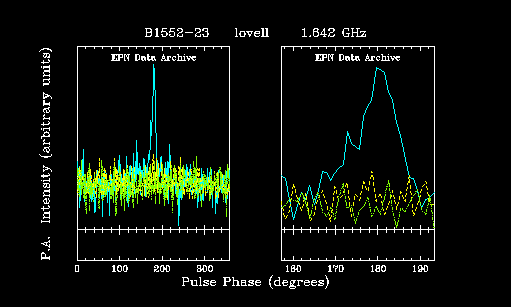 B1552-23 lovell 1.642 GHz
EPN Data Archive EPN Data Archive
P.A. Intensity (arbitrary units)
0 100 200 300 160 170 180 190
Pulse Phase (degrees)